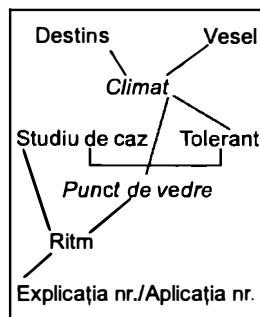 Destins Vesel
Climat
Studiu de caz Tolerant
Punct de vedre
Ritm
Explicația nr./Aplicația nr.